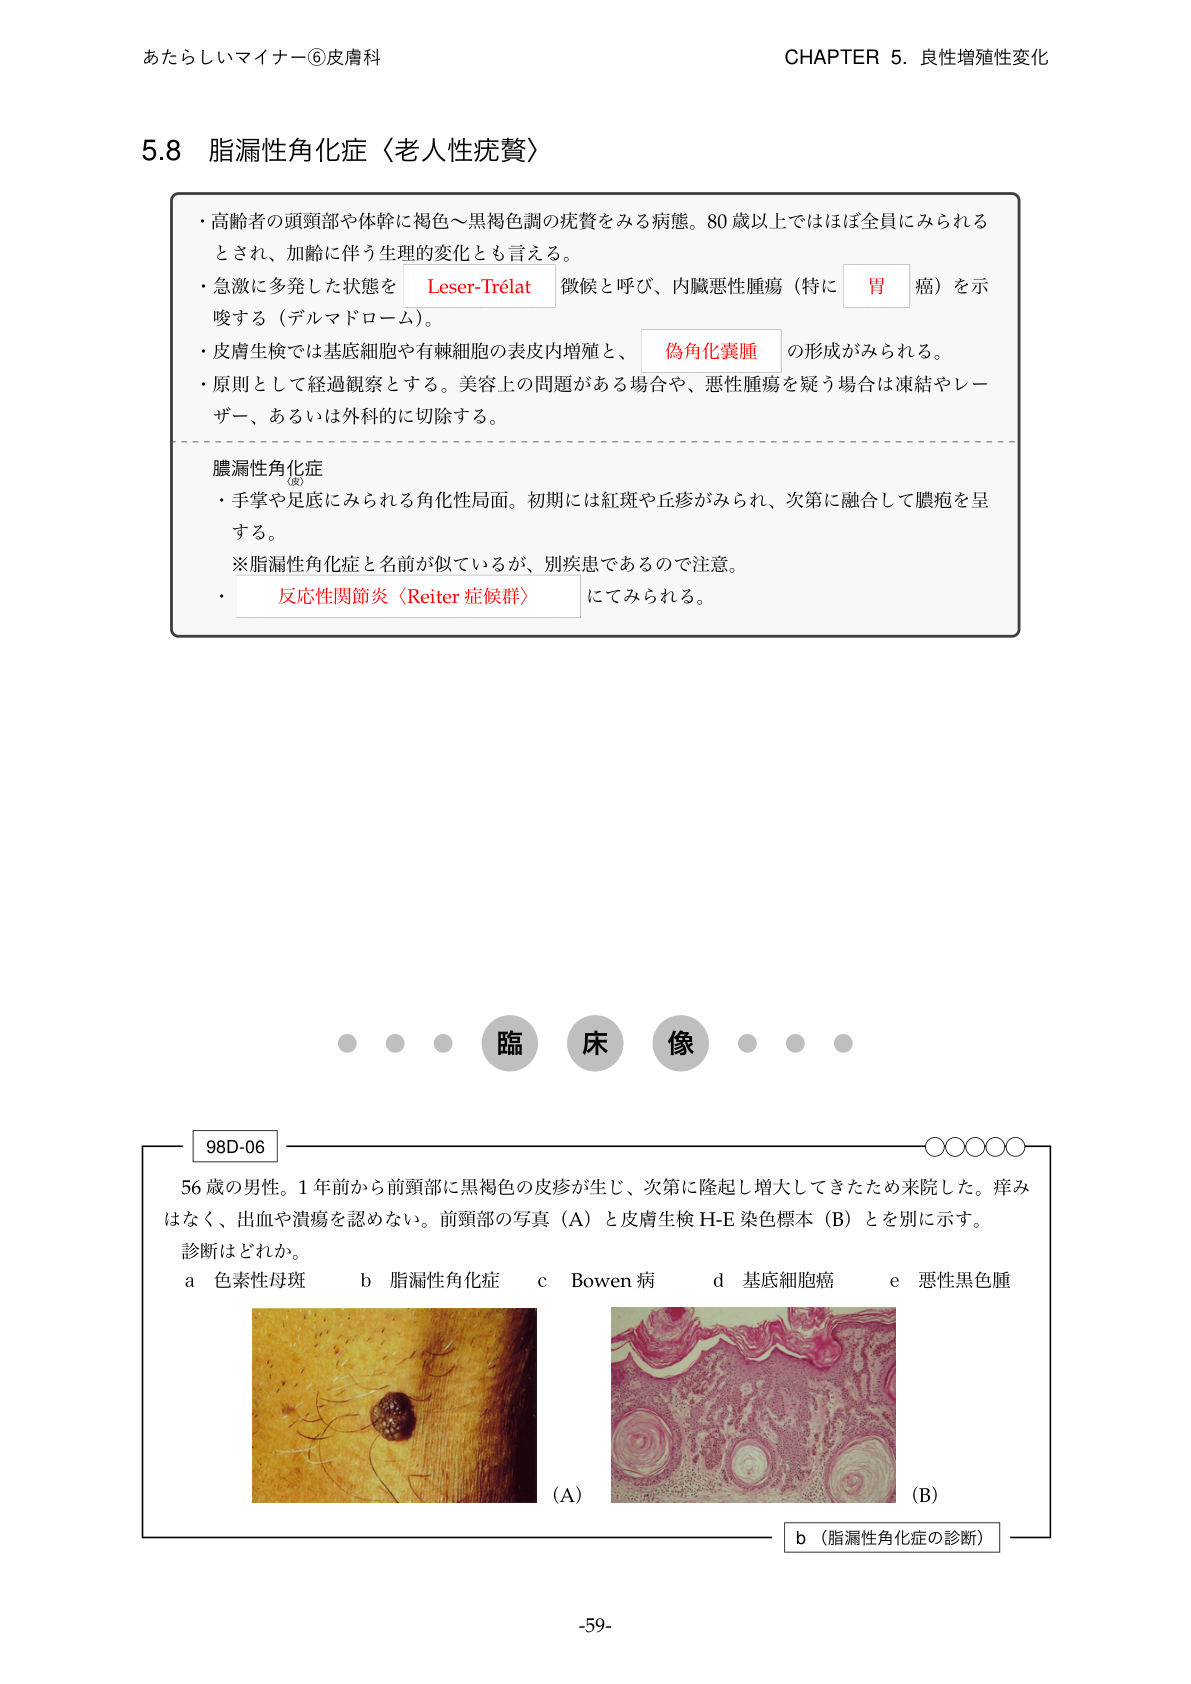 あたらしいマイナー⑥皮膚科
CHAPTER 5. 良性増殖性変化
5.8 脂漏性角化症〈老人性疣贅〉
・高齢者の頭頸部や体幹に褐色〜黒褐色調の疣贅をみる病態。80 歳以上ではほぼ全員にみられる
とされ、加齢に伴う生理的変化とも言える。
・急激に多発した状態を Leser-Trélat 徴候と呼び、内臓悪性腫瘍（特に 胃 癌）を示
唆する（デルマドローム）。
・皮膚生検では基底細胞や有棘細胞の表皮内増殖と、 偽角化囊腫 の形成がみられる。
・原則として経過観察とする。美容上の問題がある場合や、悪性腫瘍を疑う場合は凍結やレー
ザー、あるいは外科的に切除する。
膿漏性角化症
〈皮〉
・手掌や足底にみられる角化性局面。初期には紅斑や丘疹がみられ、次第に融合して膿疱を呈
する。
※脂漏性角化症と名前が似ているが、別疾患であるので注意。
・ 反応性関節炎〈Reiter 症候群〉 にてみられる。
臨床像
98D-06
56 歳の男性。1 年前から前頸部に黒褐色の皮疹が生じ、次第に隆起し増大してきたため来院した。痒み
はなく、出血や潰瘍を認めない。前頸部の写真（A）と皮膚生検 H-E 染色標本（B）とを別に示す。
診断はどれか。
a 色素性母斑 b 脂漏性角化症 c Bowen 病 d 基底細胞癌 e 悪性黒色腫
（A） （B）
b （脂漏性角化症の診断）
-59-